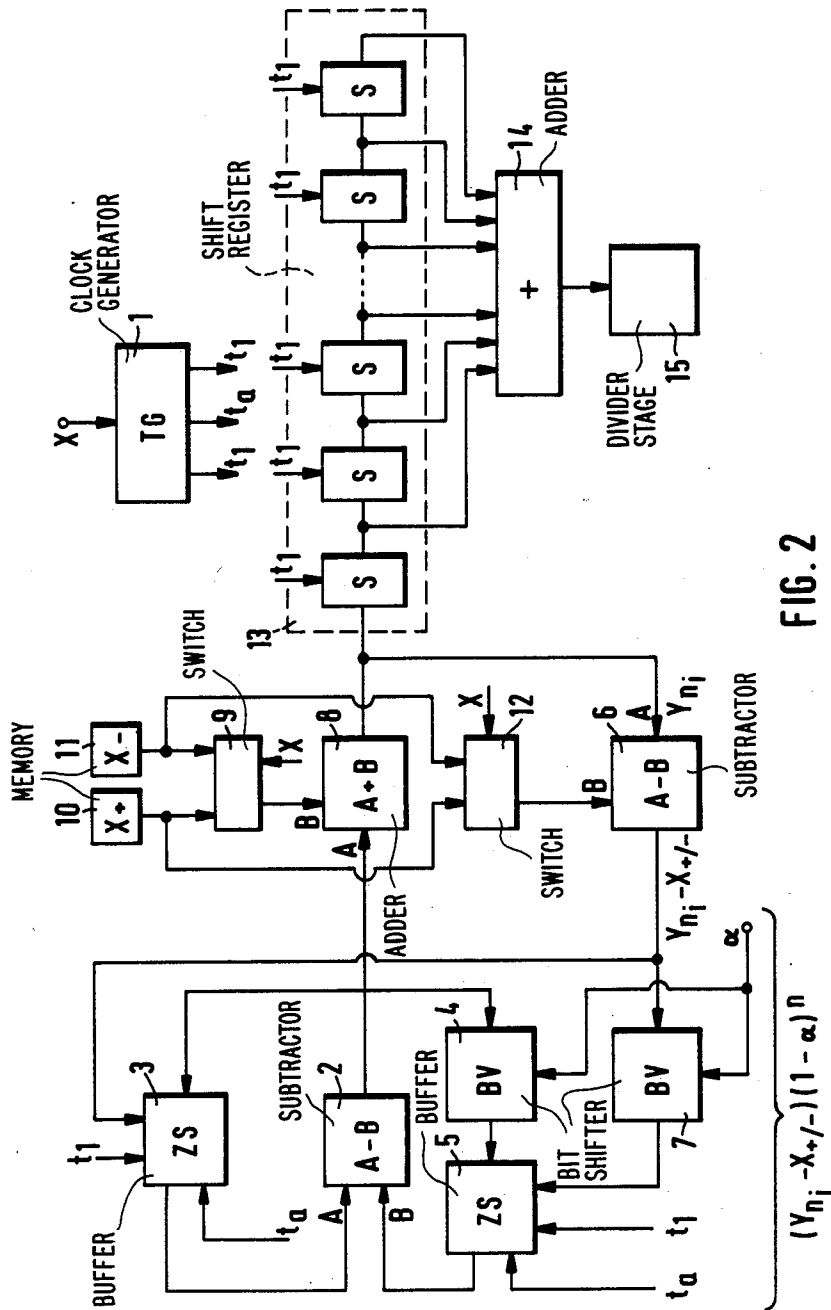 BUFFER
t1
3
ZS
ta
A
SUBTRACTOR
2
A-B
B
BUFFER
5
ZS
ta
t1
4
BV
BIT
SHIFTER
BV
7
α
(Yni-X+/-)(1-α)^n
Yni-X+/-
MEMORY
10
X+
11
X-
9
SWITCH
X
B
8
A+B
A
ADDER
X
12
SWITCH
B
6
A
Yni
A-B
SUBTRACTOR
X
CLOCK
GENERATOR
1
TG
t1
ta
t1
13
SHIFT
REGISTER
t1
t1
t1
t1
t1
S
S
S
S
S
14
ADDER
+
DIVIDER
STAGE
15
FIG. 2